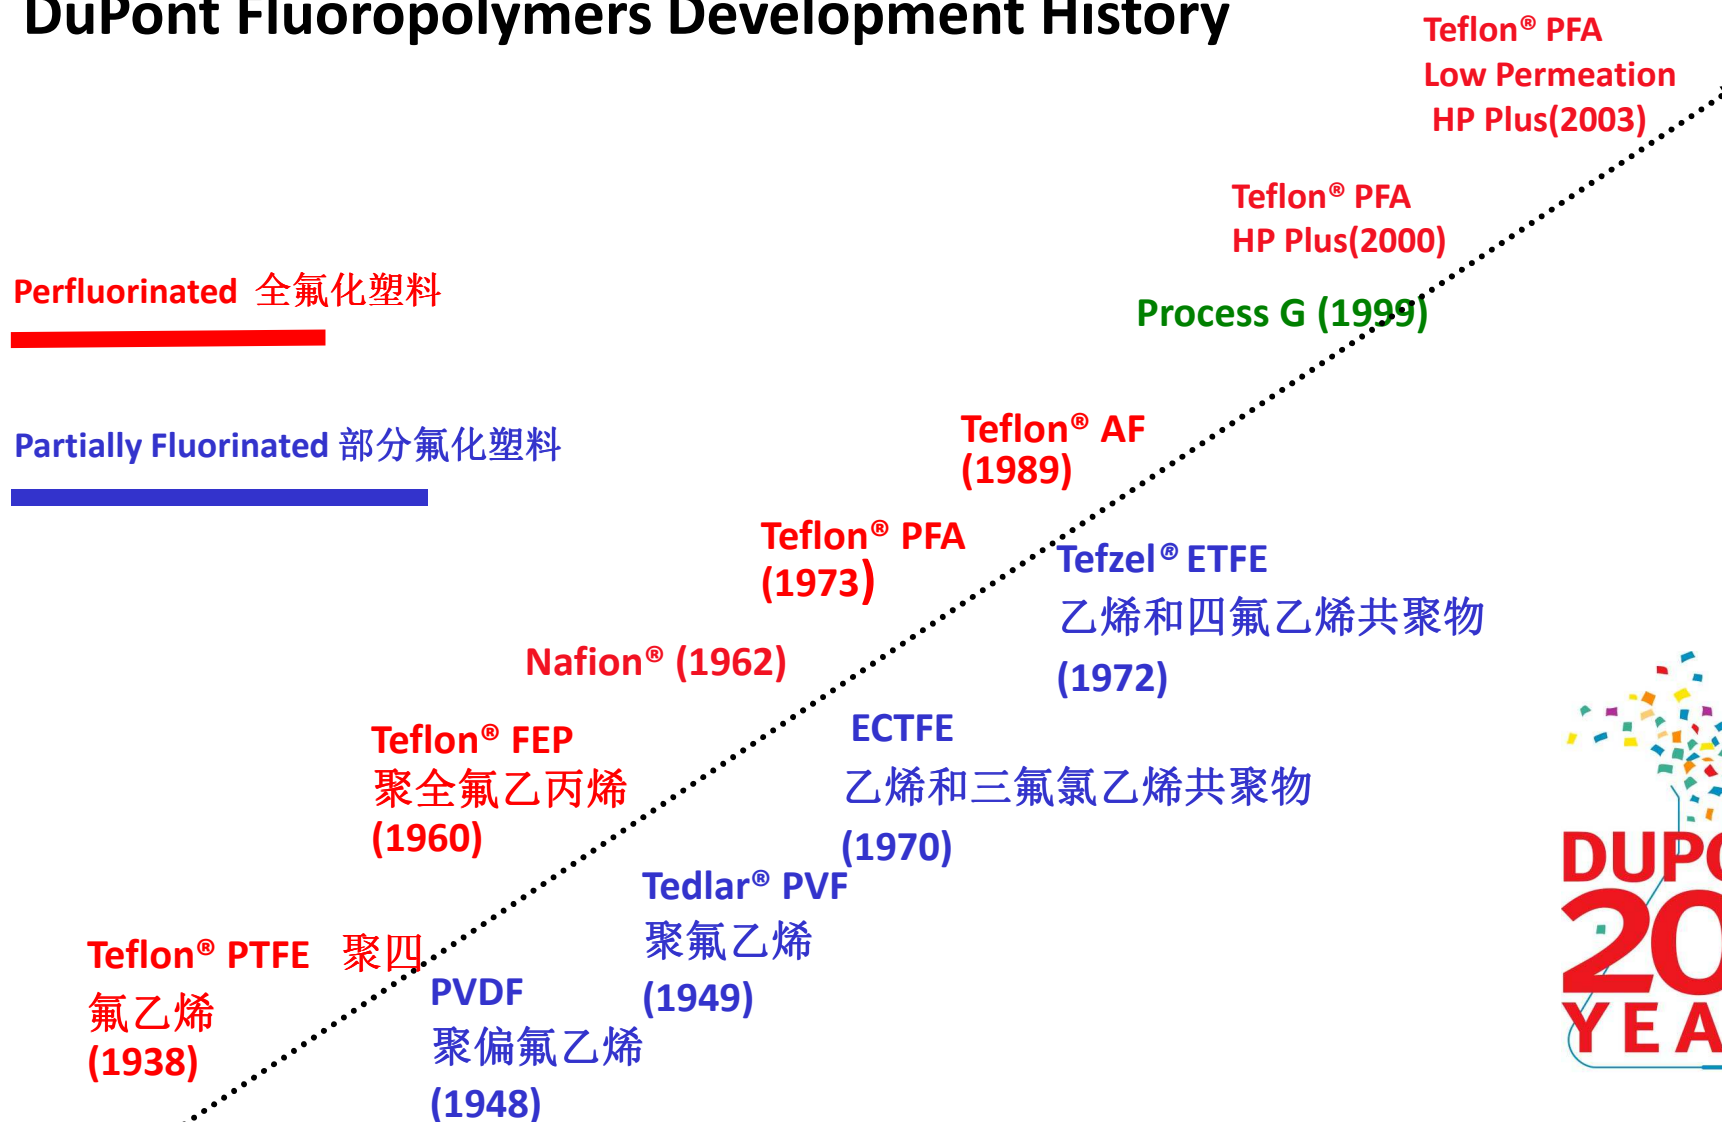 DuPont Fluoropolymers Development History
Teflon® PFA
Low Permeation
HP Plus(2003)
Teflon® PFA
HP Plus(2000)
Perfluorinated 全氟化塑料
Process G (1999)
Partially Fluorinated 部分氟化塑料
Teflon® AF
(1989)
Teflon® PFA
(1973)
Tefzel® ETFE
乙烯和四氟乙烯共聚物
(1972)
Nafion® (1962)
ECTFE
乙烯和三氟氯乙烯共聚物
(1970)
Teflon® FEP
聚全氟乙丙烯
(1960)
Tedlar® PVF
聚氟乙烯
(1949)
Teflon® PTFE 聚四
氟乙烯
(1938)
PVDF
聚偏氟乙烯
(1948)
DUPO
20
YEA